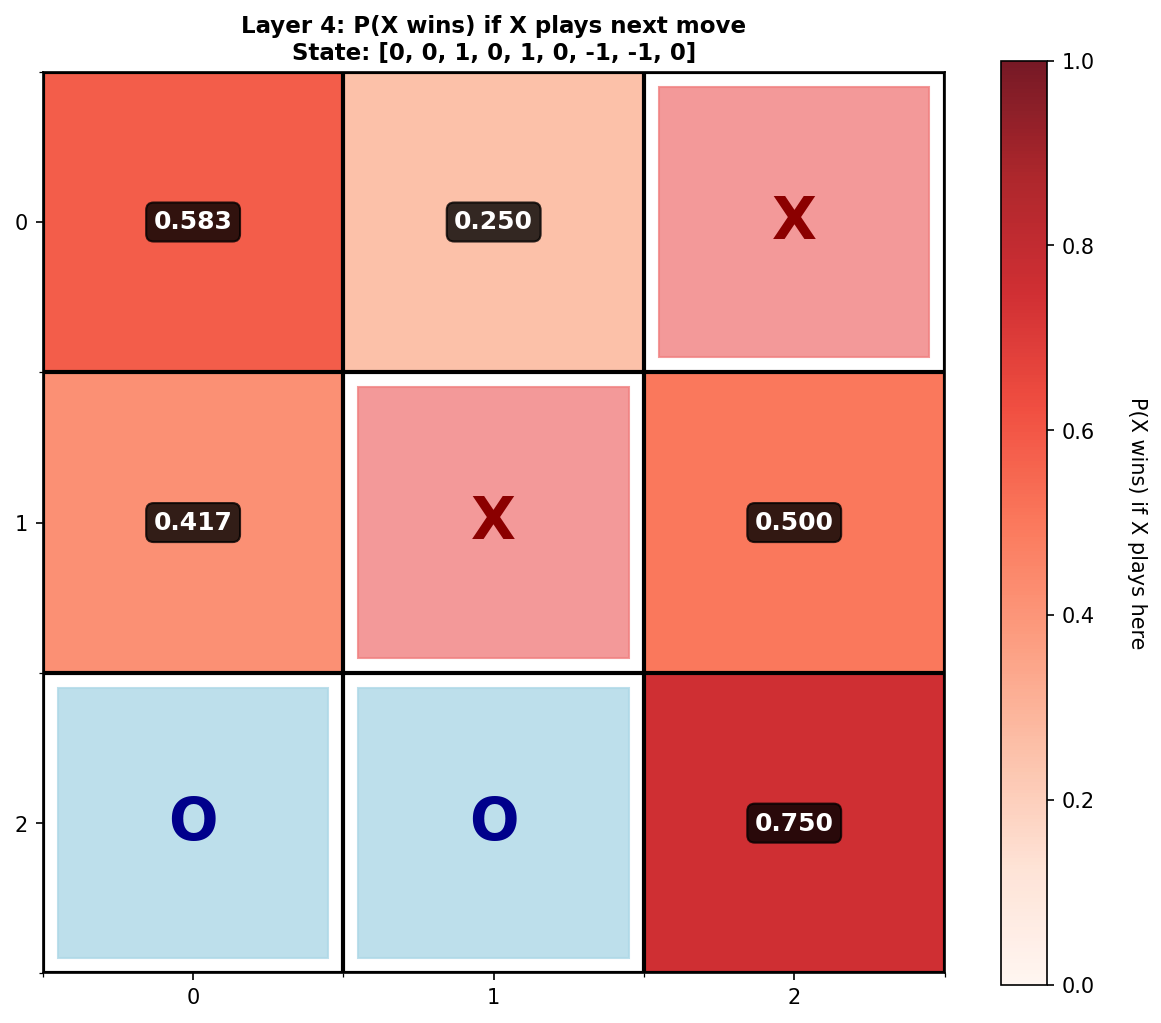 Layer 4: P(X wins) if X plays next move
State: [0, 0, 1, 0, 1, 0, -1, -1, 0]
0
0.583
0.250
X
1
0.417
X
0.500
2
O
O
0.750
0
1
2
1.0
0.8
0.6
0.4
0.2
0.0
P(X wins) if X plays here